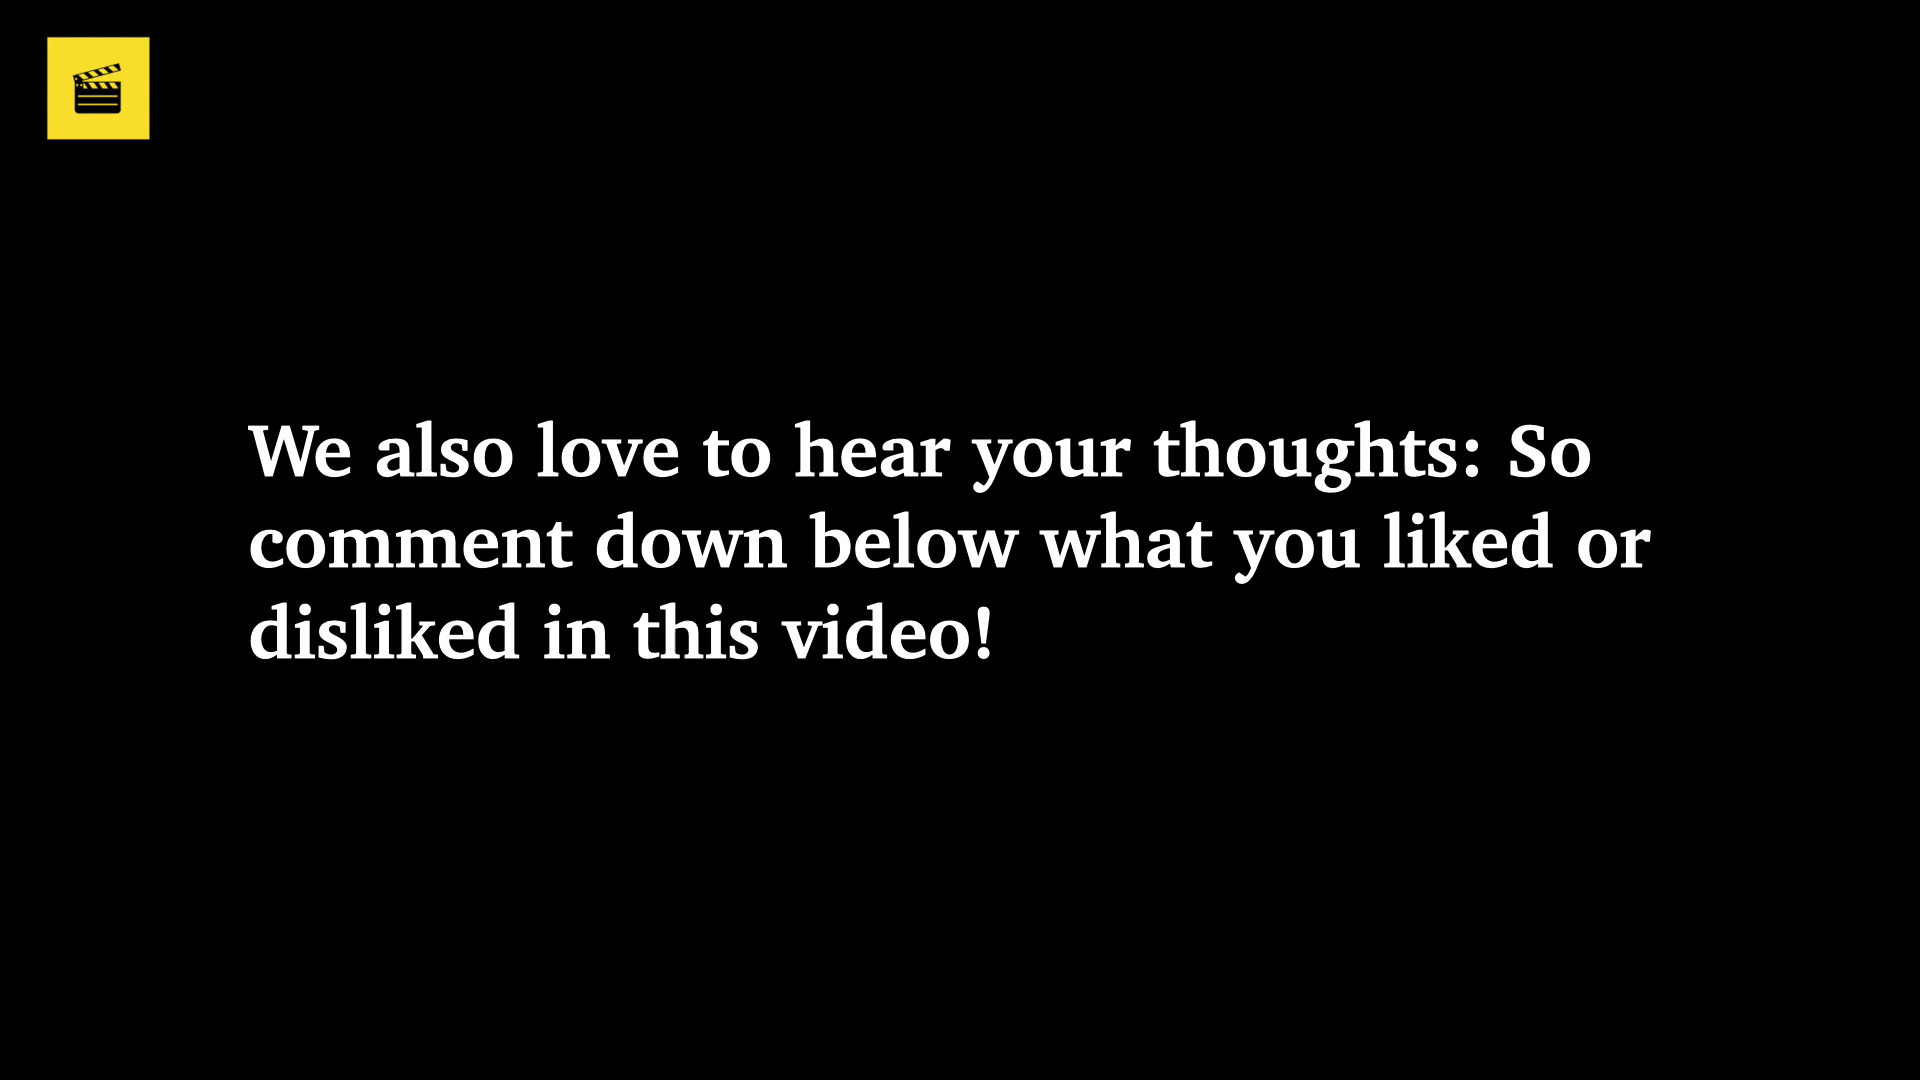 We also love to hear your thoughts: So
comment down below what you liked or
disliked in this video!